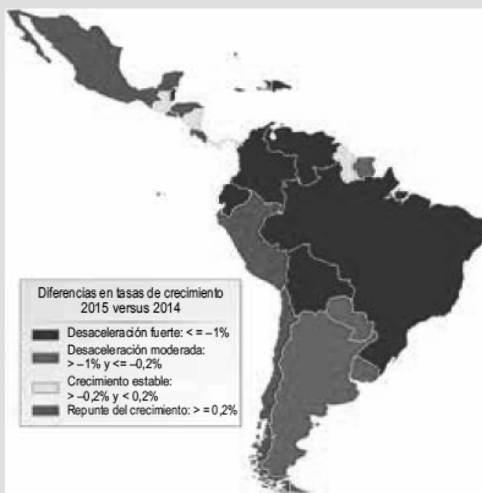 Diferencias en tasas de crecimiento
2015 versus 2014
Desaceleración fuerte: < = –1%
Desaceleración moderada:
> –1% y <= –0,2%
Crecimiento estable:
> –0,2% y < 0,2%
Repunte del crecimiento: > = 0,2%